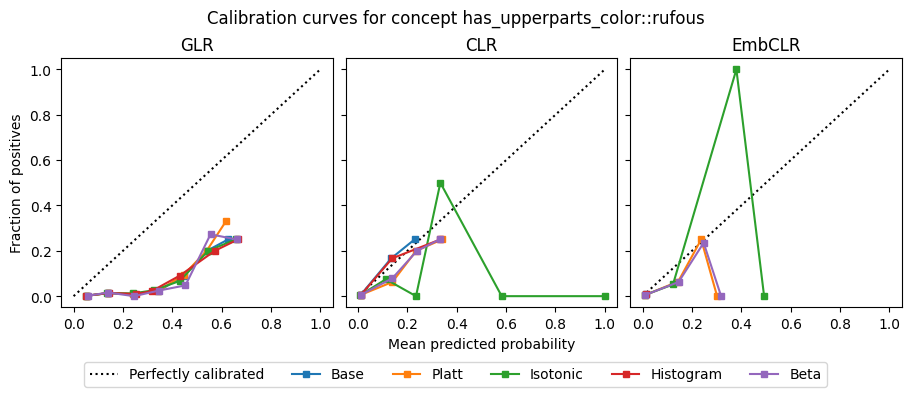 Calibration curves for concept has_upperparts_color::rufous
GLR
CLR
EmbCLR
Fraction of positives
1.0
0.8
0.6
0.4
0.2
0.0
0.0 0.2 0.4 0.6 0.8 1.0
0.0 0.2 0.4 0.6 0.8 1.0
0.0 0.2 0.4 0.6 0.8 1.0
Mean predicted probability
Perfectly calibrated Base Platt Isotonic Histogram Beta